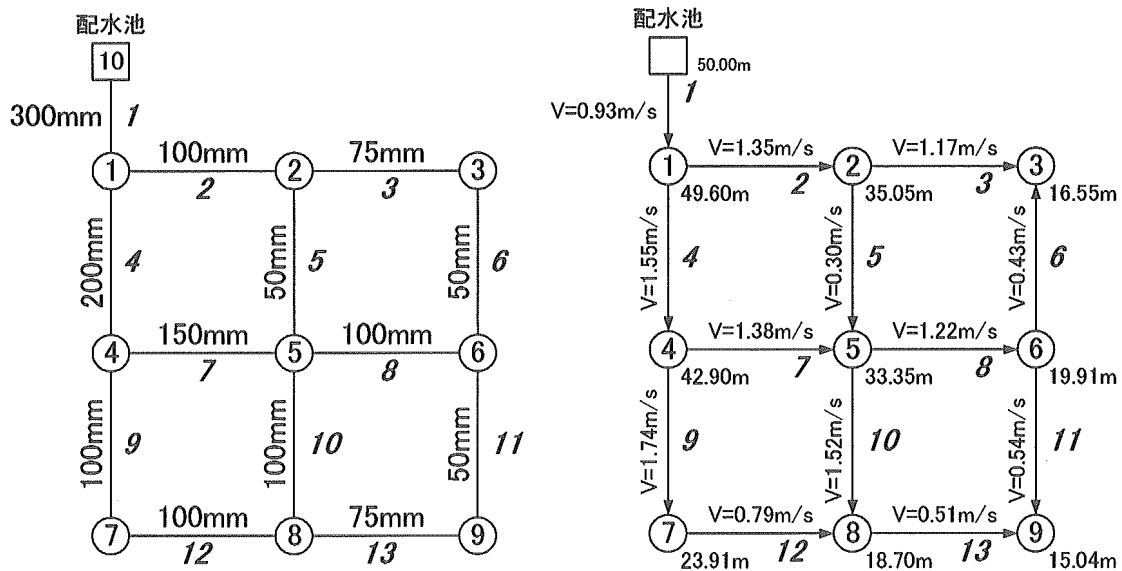 配水池
10
300mm
1
1
100mm
2
2
75mm
3
3
200mm
4
50mm
5
50mm
6
4
150mm
7
5
100mm
8
6
100mm
9
100mm
10
50mm
11
7
100mm
12
8
75mm
13
9
配水池
50.00m
V=0.93m/s
1
1
49.60m
V=1.35m/s
2
2
35.05m
V=1.17m/s
3
3
16.55m
V=1.55m/s
4
V=0.30m/s
5
V=0.43m/s
6
4
42.90m
V=1.38m/s
7
5
33.35m
V=1.22m/s
8
6
19.91m
V=1.74m/s
9
V=1.52m/s
10
V=0.54m/s
11
7
23.91m
V=0.79m/s
12
8
18.70m
V=0.51m/s
13
9
15.04m